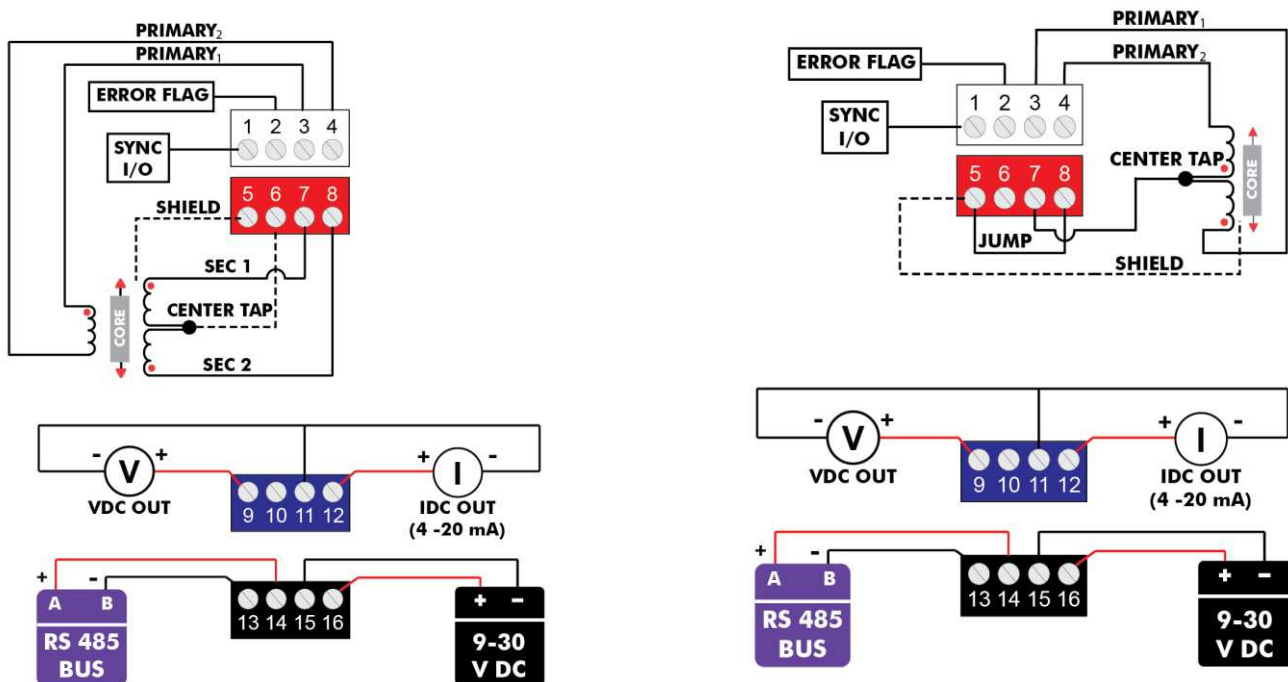 PRIMARY₂
PRIMARY₁
ERROR FLAG
1 2 3 4
SYNC
I/O
5 6 7 8
SHIELD
SEC 1
CENTER TAP
CORE
SEC 2
- V +
VDC OUT
+ I -
IDC OUT
(4 -20 mA)
9 10 11 12
+ -
A B
RS 485
BUS
13 14 15 16
+ -
9-30
V DC
PRIMARY₁
PRIMARY₂
ERROR FLAG
1 2 3 4
SYNC
I/O
CENTER TAP
CORE
5 6 7 8
JUMP
SHIELD
- V +
VDC OUT
+ I -
IDC OUT
(4 -20 mA)
9 10 11 12
+ -
A B
RS 485
BUS
13 14 15 16
+ -
9-30
V DC